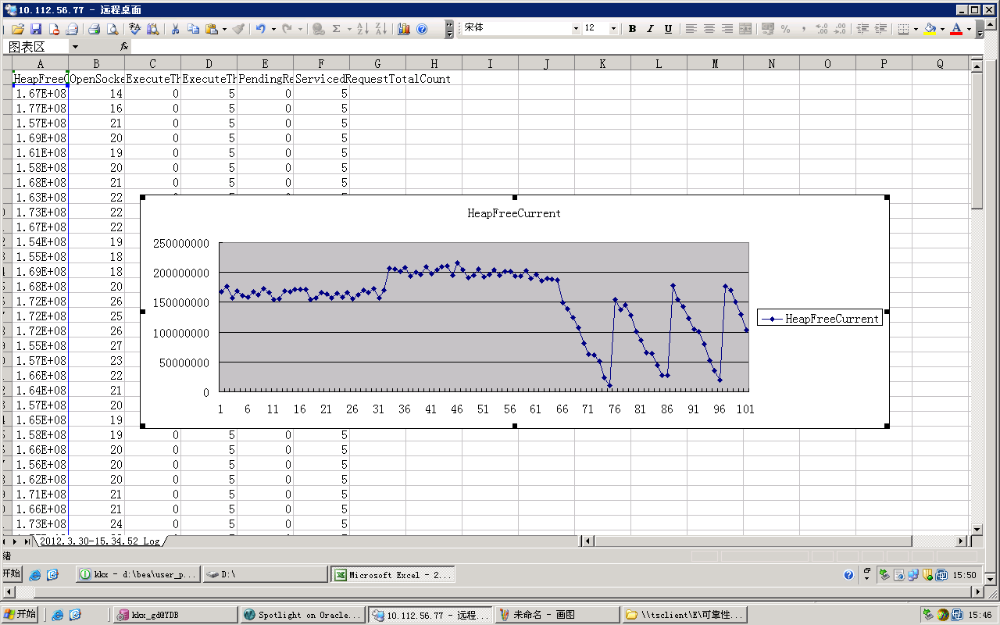 10.112.56.77 - 远程桌面
宋体 12 B I U
图表区 fx
A B C D E F G H I J K L M N O P Q
HeapFreeC OpenSocke ExecuteTh ExecuteTh PendingRe ServicedRequestTotalCount
1.67E+08 14 0 5 0 5
1.77E+08 16 0 5 0 5
1.57E+08 21 0 5 0 5
1.69E+08 20 0 5 0 5
1.61E+08 19 0 5 0 5
1.58E+08 20 0 5 0 5
1.68E+08 21 0 5 0 5
1.63E+08 22
1.73E+08 22
1.67E+08 22
1.54E+08 19
1.55E+08 18
1.69E+08 18
1.68E+08 20
1.72E+08 26
1.72E+08 25
1.72E+08 26
1.55E+08 27
1.57E+08 23
1.66E+08 22
1.64E+08 21
1.57E+08 20
1.65E+08 19
1.58E+08 19 0 5 0 5
1.66E+08 20 0 5 0 5
1.56E+08 20 0 5 0 5
1.62E+08 20 0 5 0 5
1.71E+08 21 0 5 0 5
1.66E+08 21 0 5 0 5
1.73E+08 24 0 5 0 5
HeapFreeCurrent
250000000
200000000
150000000
100000000
50000000
0
1 6 11 16 21 26 31 36 41 46 51 56 61 66 71 76 81 86 91 96 101
HeapFreeCurrent
2012.3.30-15.34.52 Log
绪
开始 kkx - d:\bea\user_p... D:\ Microsoft Excel - 2... 15:50
开始 kkx_gd@YDB Spotlight on Oracle... 10.112.56.77 - 远程... 未命名 - 画图 \\tsclient\E\可靠性... 15:46